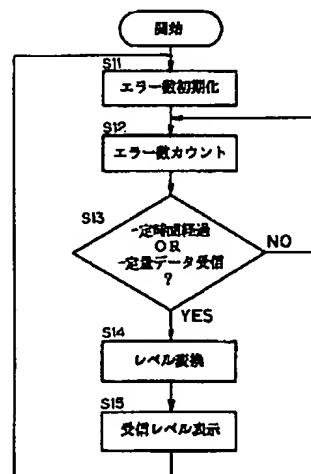 開始
S11
エラー数初期化
S12
エラー数カウント
S13
一定時間経過
OR
一定量データ受信
?
NO
YES
S14
レベル変換
S15
受信レベル表示